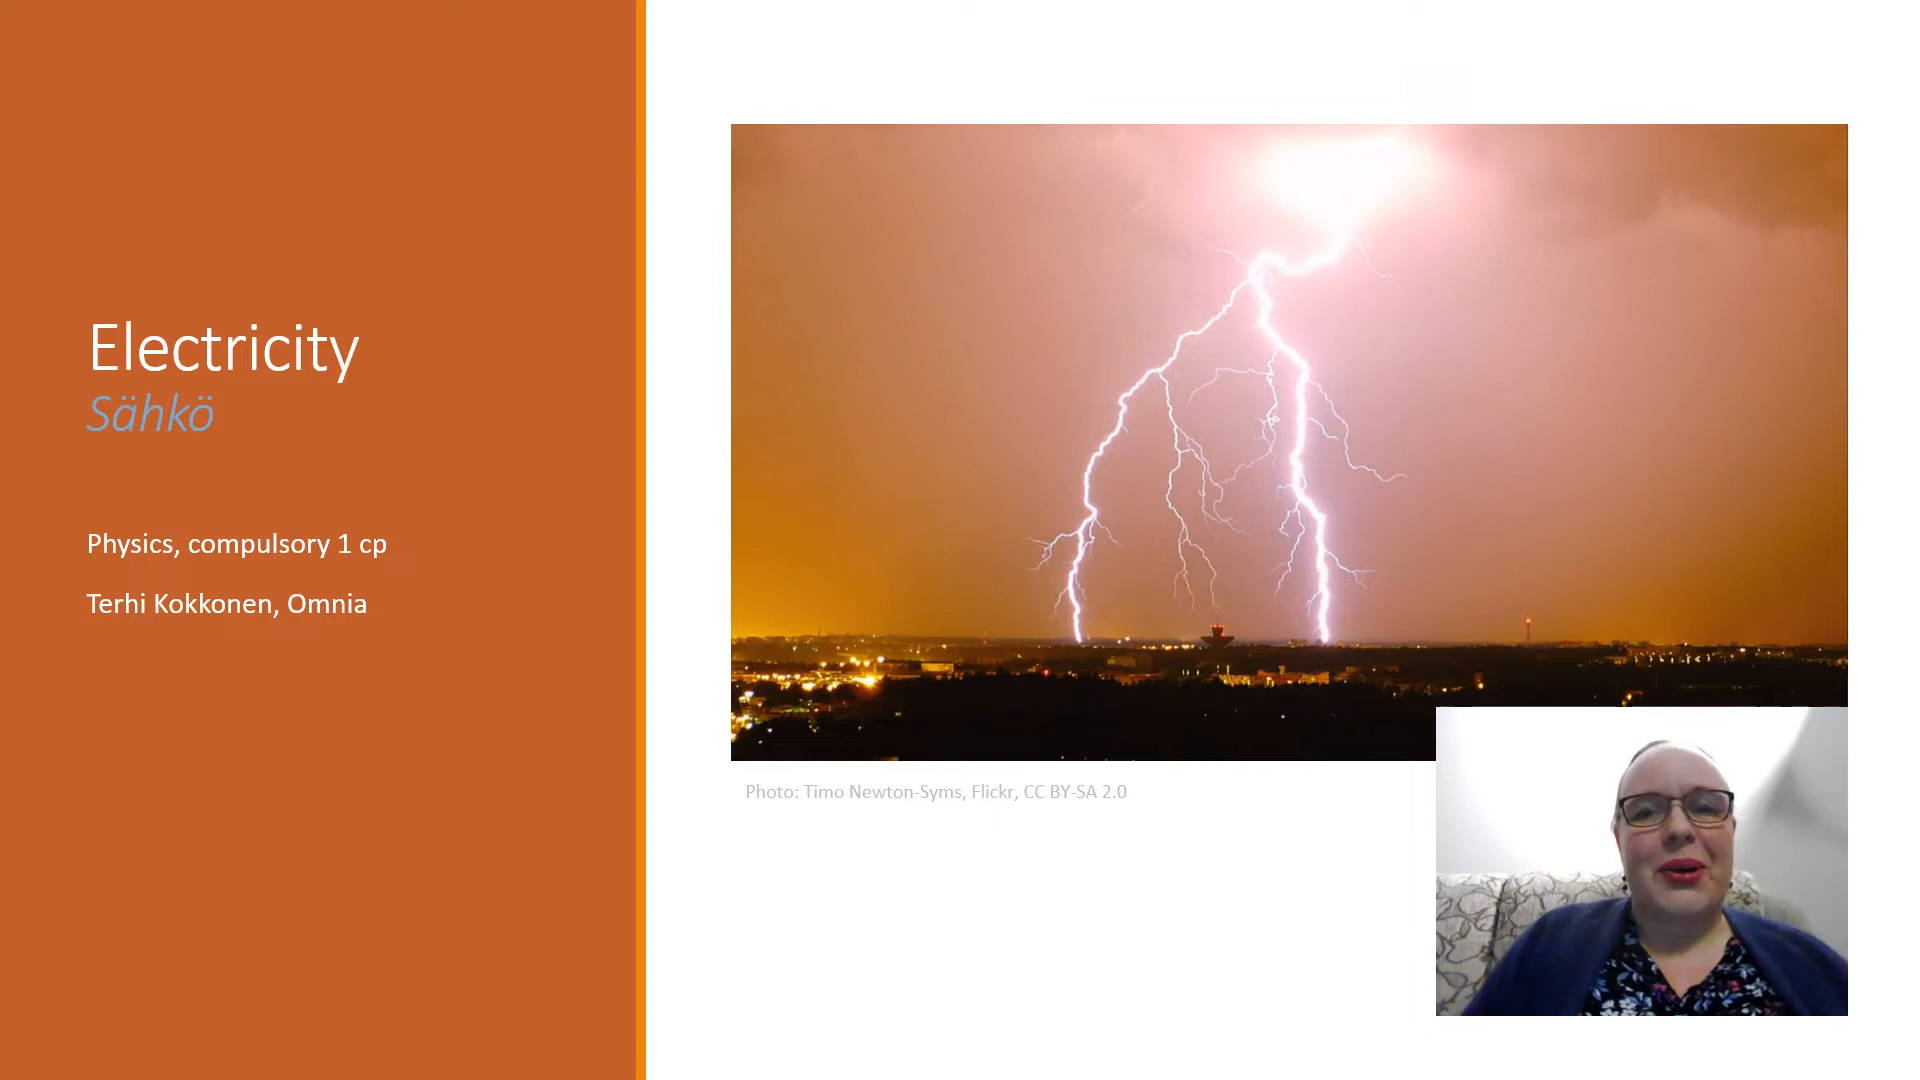 Electricity
Sähkö
Physics, compulsory 1 cp
Terhi Kokkonen, Omnia
Photo: Timo Newton-Syms, Flickr, CC BY-SA 2.0